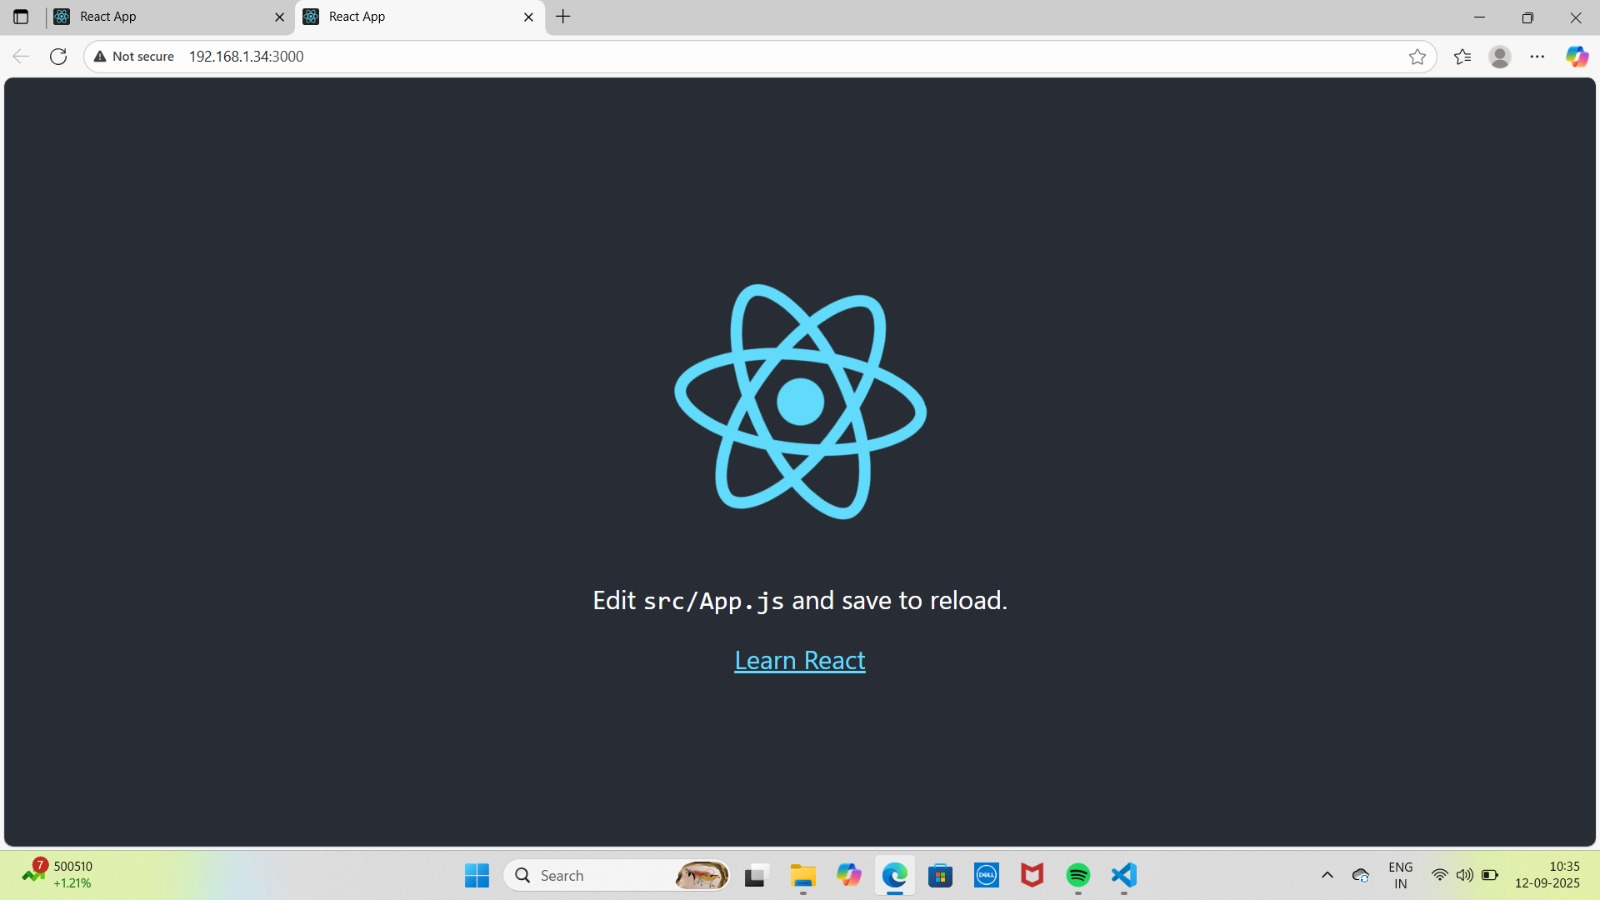 React App
React App
Not secure
192.168.1.34:3000
Edit src/App.js and save to reload.
Learn React
7
500510
+1.21%
Search
DELL
ENG
IN
10:35
12-09-2025